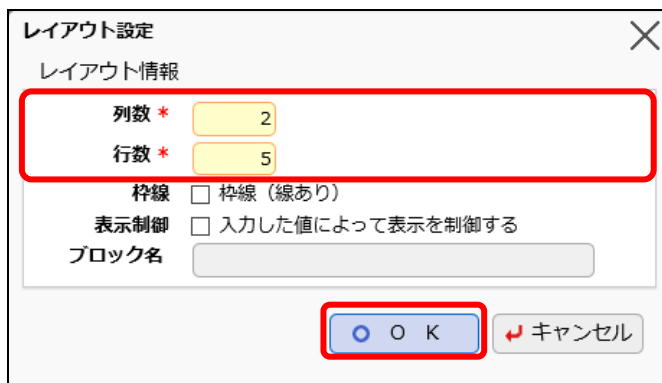 レイアウト設定
レイアウト情報
列数 * 2
行数 * 5
枠線 枠線（線あり）
表示制御 入力した値によって表示を制御する
ブロック名
O K キャンセル